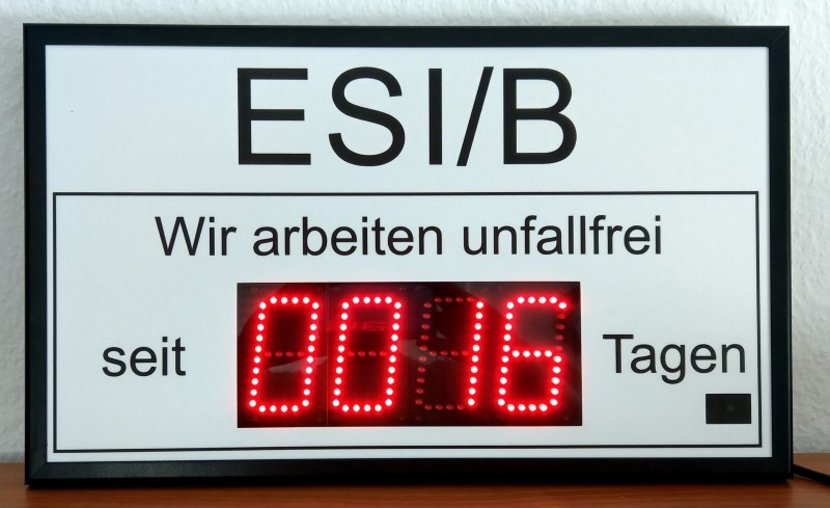 ESI/B
Wir arbeiten unfallfrei
seit 0016 Tagen